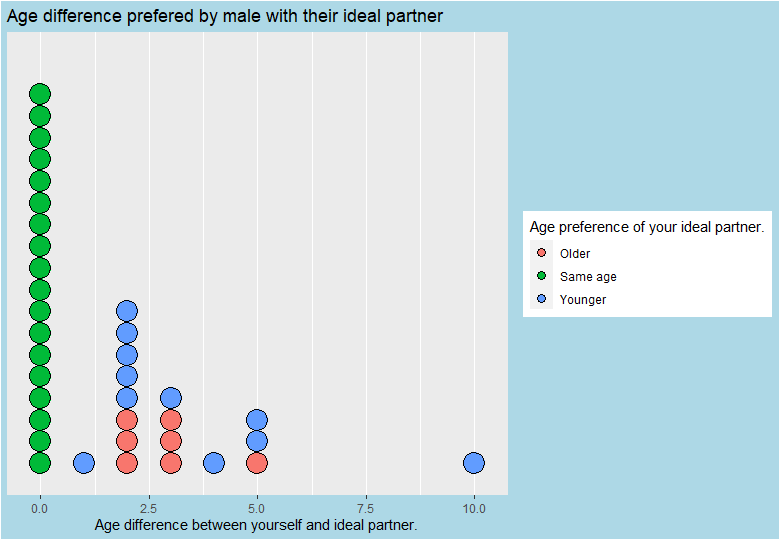 Age difference prefered by male with their ideal partner
Age preference of your ideal partner.
Older
Same age
Younger
0.0 2.5 5.0 7.5 10.0
Age difference between yourself and ideal partner.